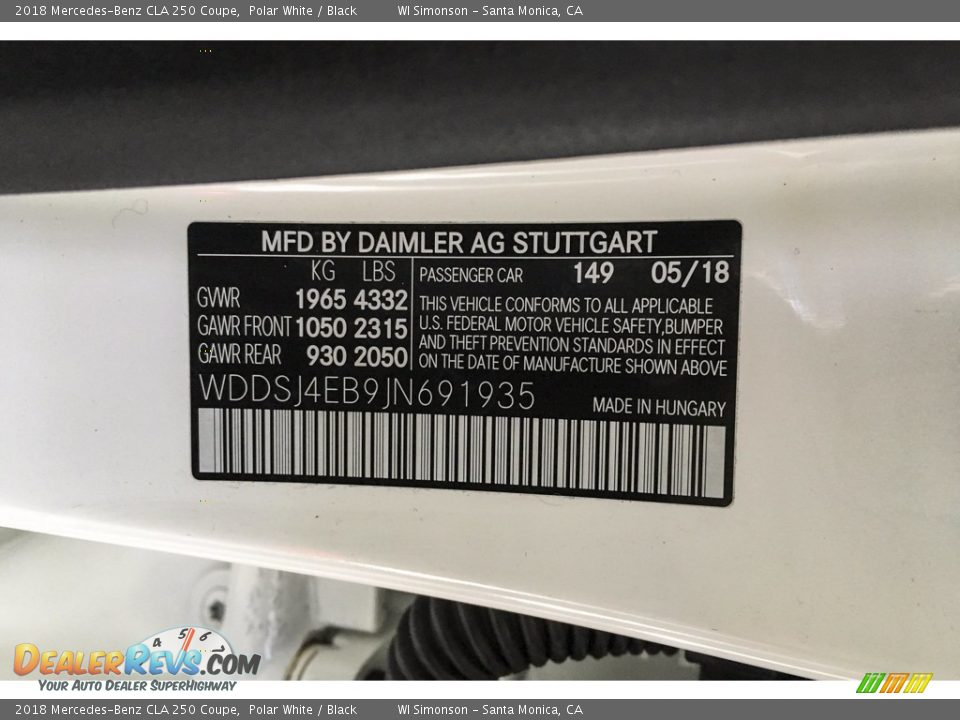 2018 Mercedes-Benz CLA 250 Coupe, Polar White / Black WI Simonson - Santa Monica, CA
MFD BY DAIMLER AG STUTTGART
KG LBS
GVWR 1965 4332
GAWR FRONT 1050 2315
GAWR REAR 930 2050
PASSENGER CAR 149 05/18
THIS VEHICLE CONFORMS TO ALL APPLICABLE
U.S. FEDERAL MOTOR VEHICLE SAFETY,BUMPER
AND THEFT PREVENTION STANDARDS IN EFFECT
ON THE DATE OF MANUFACTURE SHOWN ABOVE
WDDSJ4EB9JN691935
MADE IN HUNGARY
4 5 6 7
DEALERREVS.COM
YOUR AUTO DEALER SUPERHIGHWAY
2018 Mercedes-Benz CLA 250 Coupe, Polar White / Black WI Simonson - Santa Monica, CA